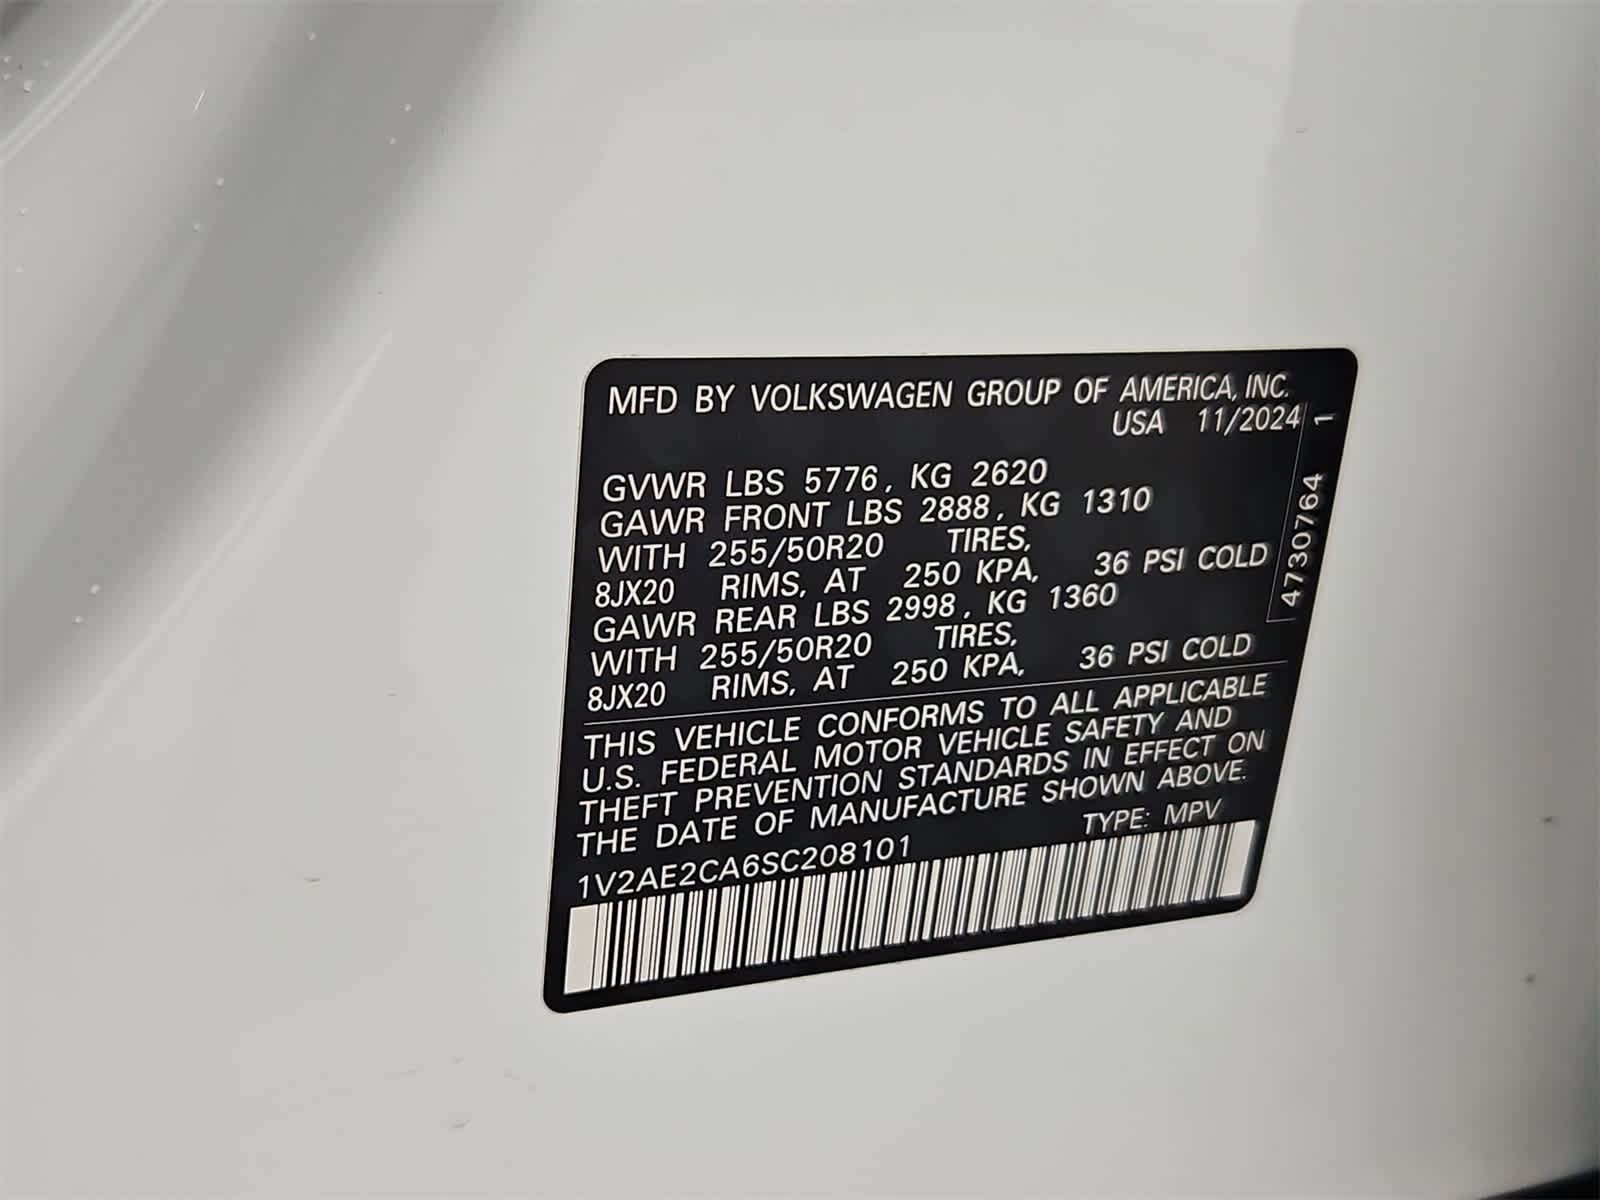 MFD BY VOLKSWAGEN GROUP OF AMERICA, INC.
USA 11/2024
GVWR LBS 5776, KG 2620
GAWR FRONT LBS 2888, KG 1310
WITH 255/50R20 TIRES,
8JX20 RIMS, AT 250 KPA, 36 PSI COLD
GAWR REAR LBS 2998, KG 1360
WITH 255/50R20 TIRES,
8JX20 RIMS, AT 250 KPA, 36 PSI COLD
4730764 1
THIS VEHICLE CONFORMS TO ALL APPLICABLE
U.S. FEDERAL MOTOR VEHICLE SAFETY AND
THEFT PREVENTION STANDARDS IN EFFECT ON
THE DATE OF MANUFACTURE SHOWN ABOVE.
TYPE: MPV
1V2AE2CA6SC208101